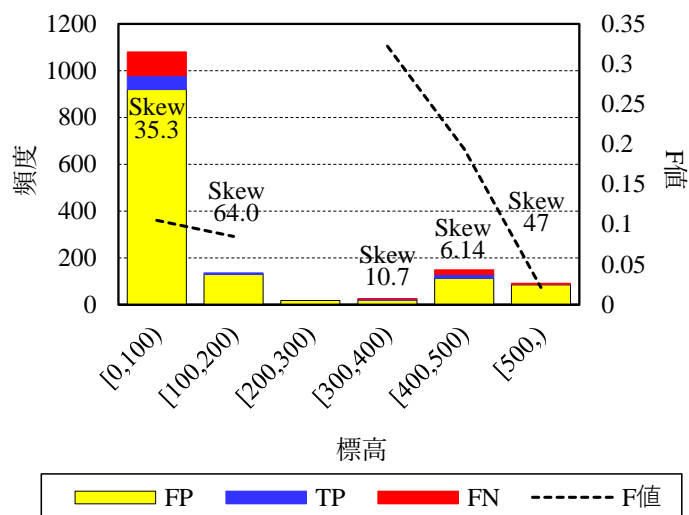 1200
1000
800
600
400
200
0
頻度
0.35
0.3
0.25
0.2
0.15
0.1
0.05
0
F値
Skew
35.3
Skew
64.0
Skew
10.7
Skew
6.14
Skew
47
[0,100)
[100,200)
[200,300)
[300,400)
[400,500)
[500,)
標高
FP TP FN F値